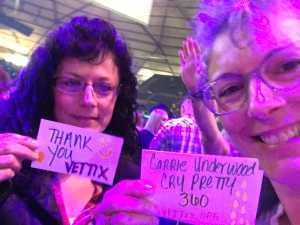 THANK
YOU
VETTIX
Carrie Underwood
CRY PRETTY
360
VETTIX.ORG